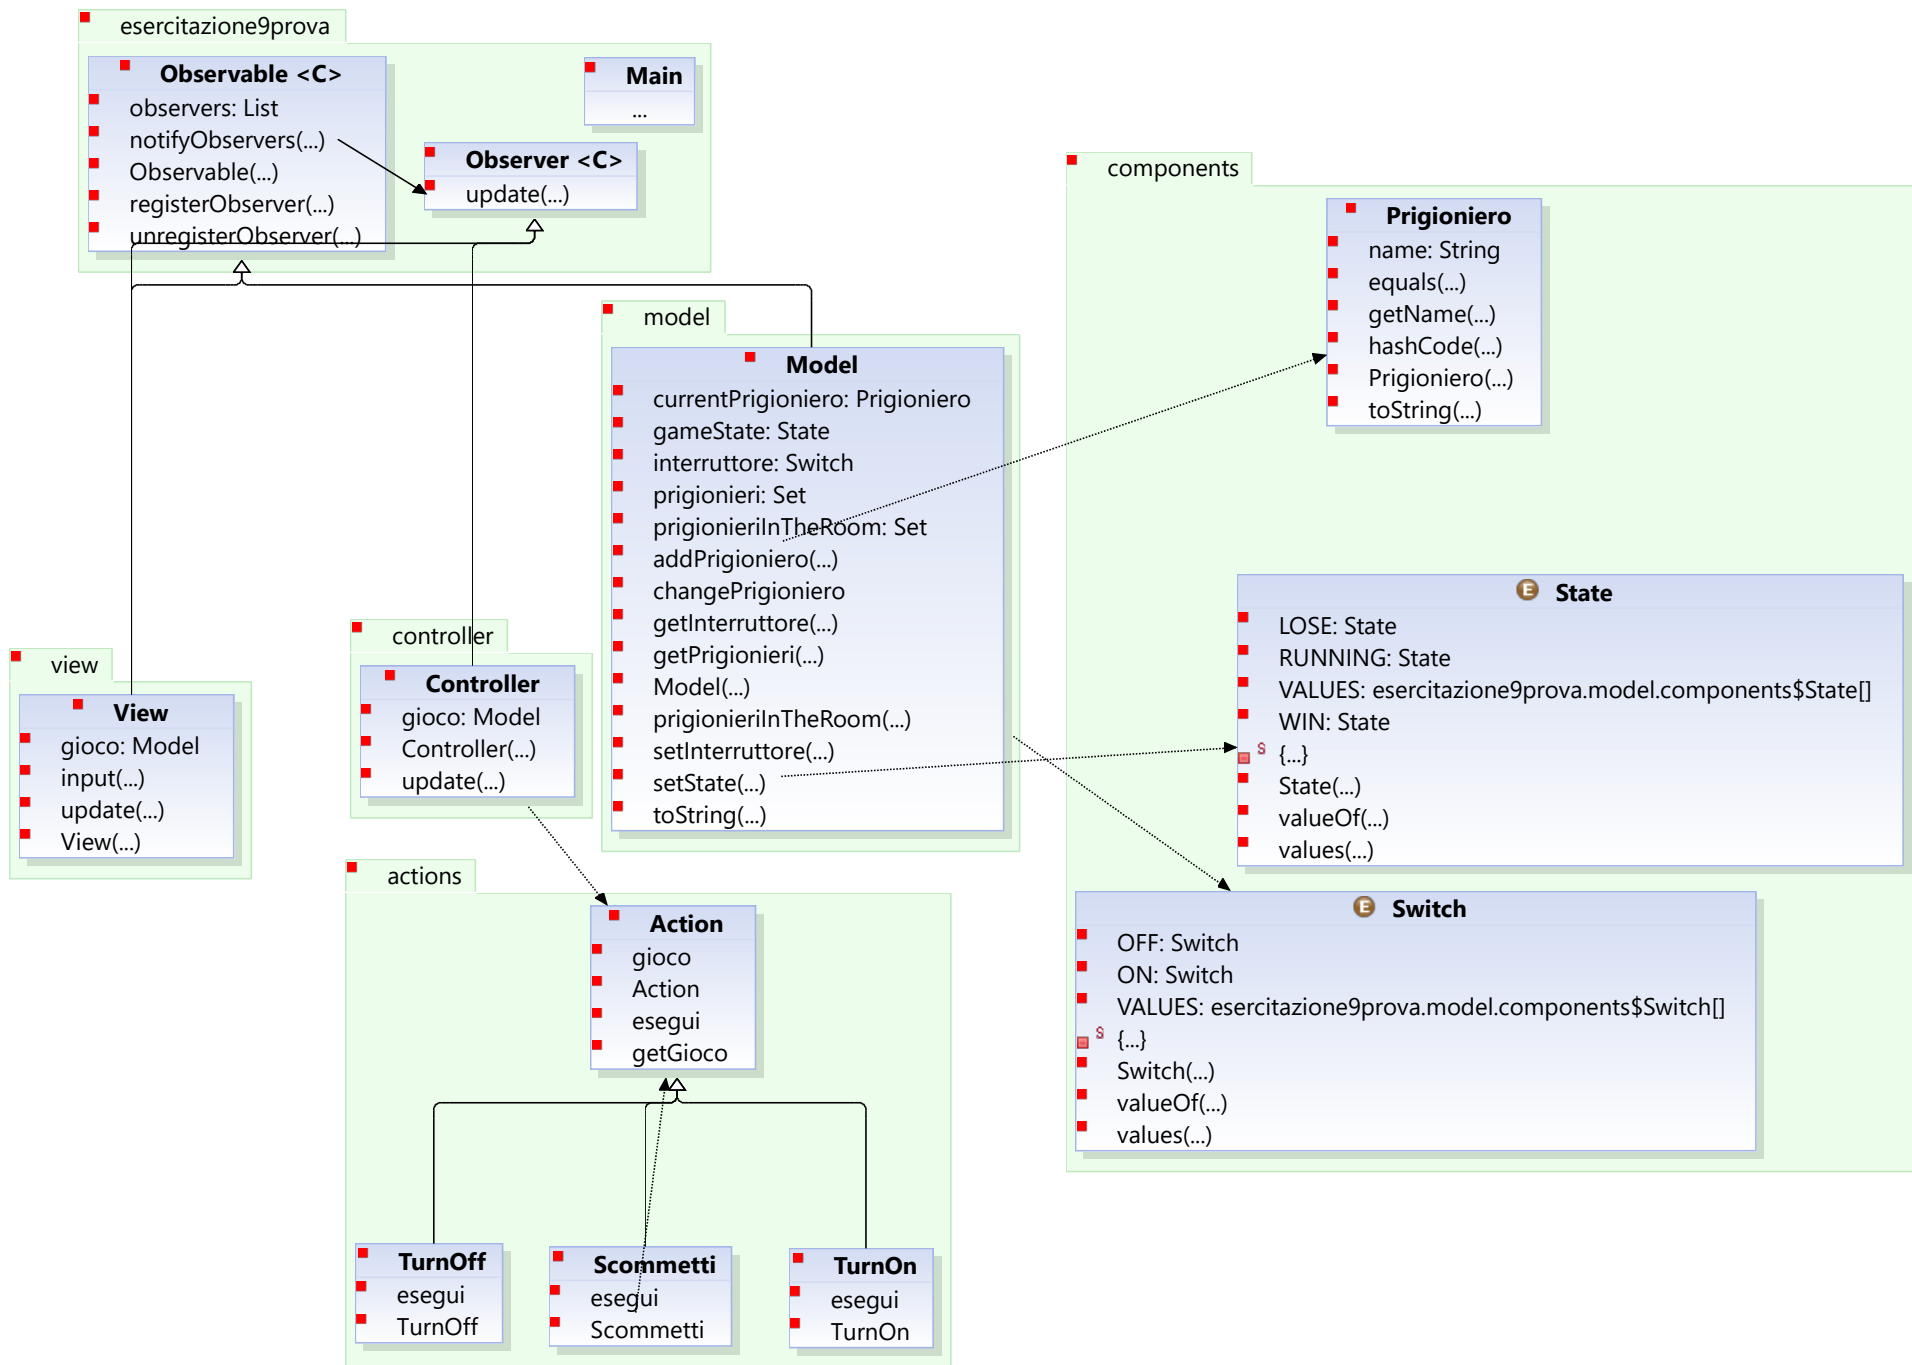 esercitazione9prova
Observable <C>
observers: List
notifyObservers(...)
Observable(...)
registerObserver(...)
unregisterObserver(...)
Main
...
Observer <C>
update(...)
components
Prigioniero
name: String
equals(...)
getName(...)
hashCode(...)
Prigioniero(...)
toString(...)
model
Model
currentPrigioniero: Prigioniero
gameState: State
interruttore: Switch
prigionieri: Set
prigionieriInTheRoom: Set
addPrigioniero(...)
changePrigioniero
getInterruttore(...)
getPrigionieri(...)
Model(...)
prigionieriInTheRoom(...)
setInterruttore(...)
setState(...)
toString(...)
E State
LOSE: State
RUNNING: State
VALUES: esercitazione9prova.model.components$State[]
WIN: State
S {...}
State(...)
valueOf(...)
values(...)
controller
Controller
gioco: Model
Controller(...)
update(...)
view
View
gioco: Model
input(...)
update(...)
View(...)
actions
Action
gioco
Action
esegui
getGioco
E Switch
OFF: Switch
ON: Switch
VALUES: esercitazione9prova.model.components$Switch[]
S {...}
Switch(...)
valueOf(...)
values(...)
TurnOff
esegui
TurnOff
Scommetti
esegui
Scommetti
TurnOn
esegui
TurnOn